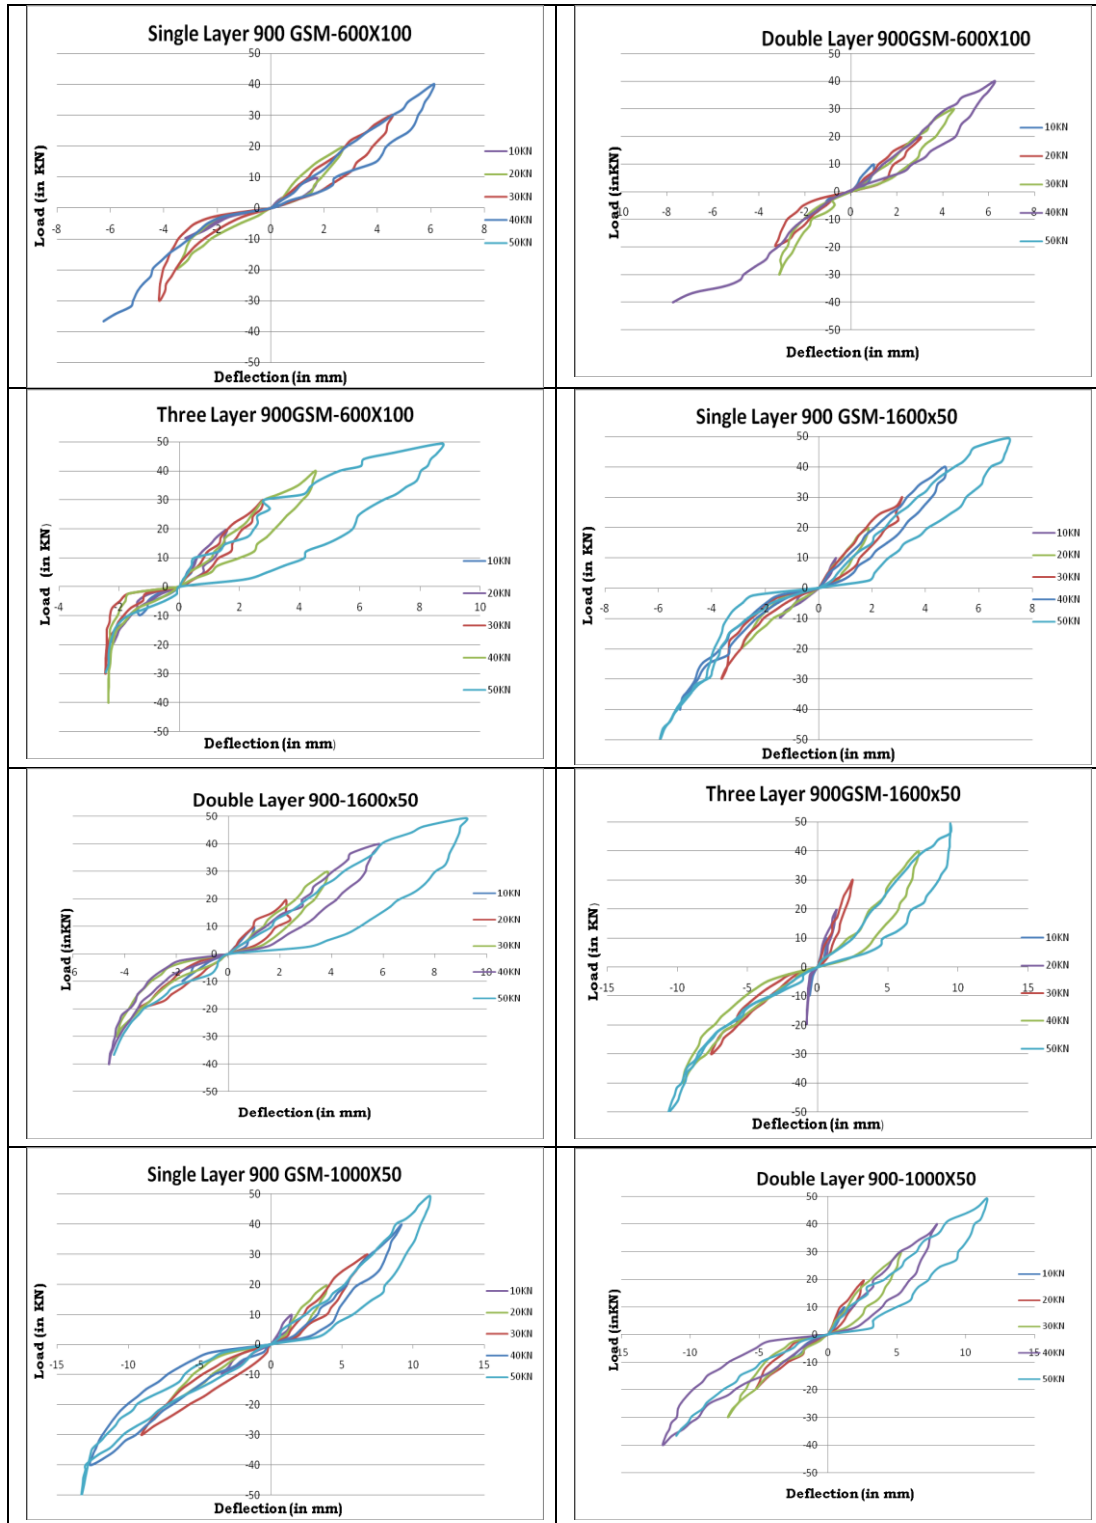 Single Layer 900 GSM-600X100
50
40
30
20
10
0
-10
-20
-30
-40
-50
-8 -6 -4 -2 0 2 4 6 8
Load (in KN)
Deflection (in mm)
10KN
20KN
30KN
40KN
50KN
Double Layer 900GSM-600X100
50
40
30
20
10
0
-10
-20
-30
-40
-50
-10 -8 -6 -4 -2 0 2 4 6 8
Load (inKN)
Deflection (in mm)
10KN
20KN
30KN
40KN
50KN
Three Layer 900GSM-600X100
50
40
30
20
10
0
-10
-20
-30
-40
-50
-4 -2 0 2 4 6 8 10
Load (in KN)
Deflection (in mm)
10KN
20KN
30KN
40KN
50KN
Single Layer 900 GSM-1600x50
50
40
30
20
10
0
-10
-20
-30
-40
-50
-8 -6 -4 -2 0 2 4 6 8
Load (in KN)
Deflection (in mm)
10KN
20KN
30KN
40KN
50KN
Double Layer 900-1600x50
50
40
30
20
10
0
-10
-20
-30
-40
-50
-6 -4 -2 0 2 4 6 8 10
Load (inKN)
Deflection (in mm)
10KN
20KN
30KN
40KN
50KN
Three Layer 900GSM-1600x50
50
40
30
20
10
0
-10
-20
-30
-40
-50
-15 -10 -5 0 5 10 15
Load (in KN)
Deflection (in mm)
10KN
20KN
30KN
40KN
50KN
Single Layer 900 GSM-1000X50
50
40
30
20
10
0
-10
-20
-30
-40
-50
-15 -10 -5 0 5 10 15
Load (in KN)
Deflection (in mm)
10KN
20KN
30KN
40KN
50KN
Double Layer 900-1000X50
50
40
30
20
10
0
-10
-20
-30
-40
-50
-15 -10 -5 0 5 10 15
Load (inKN)
Deflection (in mm)
10KN
20KN
30KN
40KN
50KN